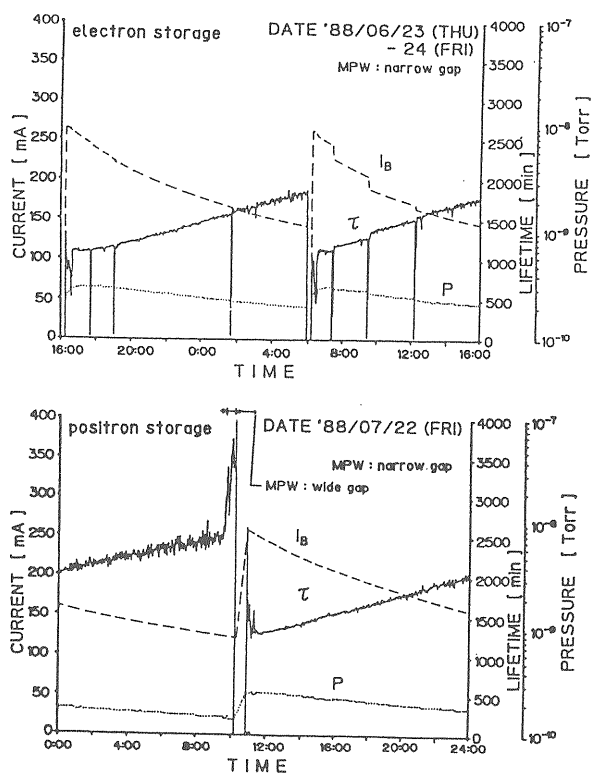 electron storage
DATE '88/06/23 (THU)
- 24 (FRI)
MPW : narrow gap
CURRENT [ mA ]
400
350
300
250
200
150
100
50
0
I_B
τ
P
4000
3500
3000
2500
2000
1500
1000
500
0
LIFETIME [ min ]
10⁻⁷
10⁻⁸
10⁻⁹
10⁻¹⁰
PRESSURE [ Torr ]
16:00 20:00 0:00 4:00 8:00 12:00 16:00
TIME
positron storage
DATE '88/07/22 (FRI)
MPW : narrow gap
MPW : wide gap
CURRENT [ mA ]
400
350
300
250
200
150
100
50
0
I_B
τ
P
4000
3500
3000
2500
2000
1500
1000
500
0
LIFETIME [ min ]
10⁻⁷
10⁻⁸
10⁻⁹
10⁻¹⁰
PRESSURE [ Torr ]
0:00 4:00 12:00 16:00 20:00 24:00
TIME